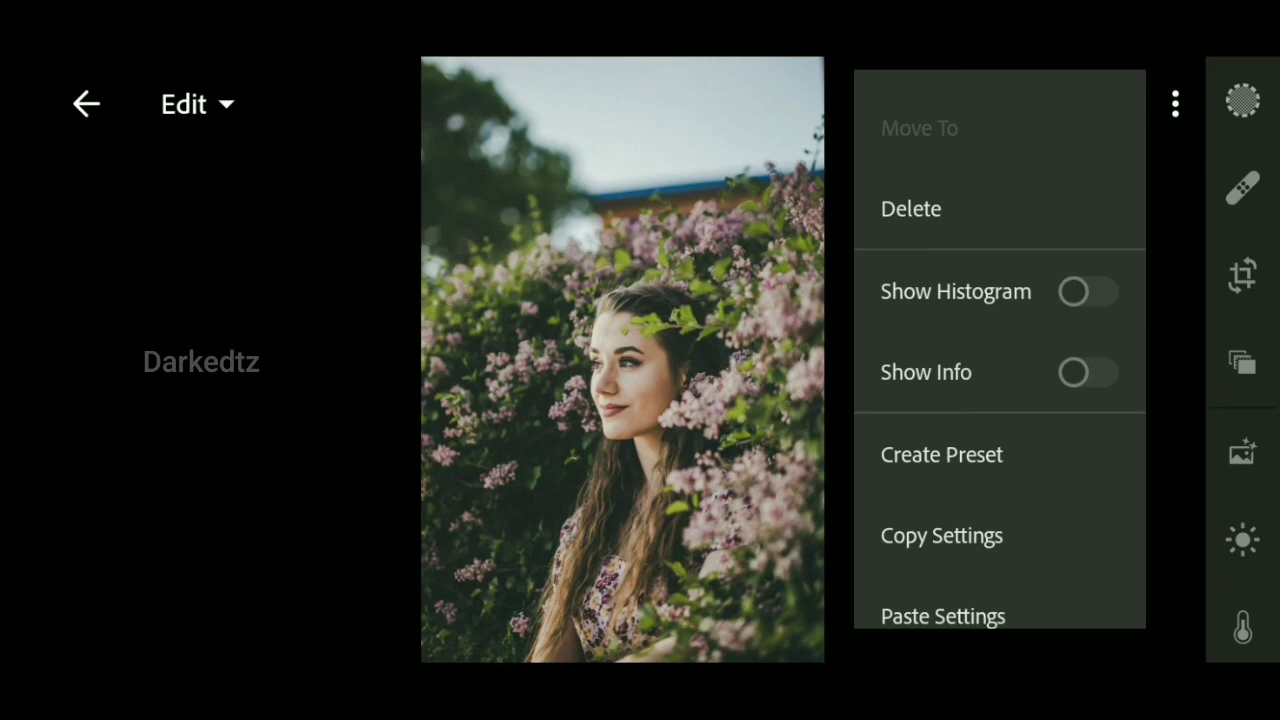 Edit
Move To
Delete
Show Histogram
Darkedtz
Show Info
Create Preset
Copy Settings
Paste Settings